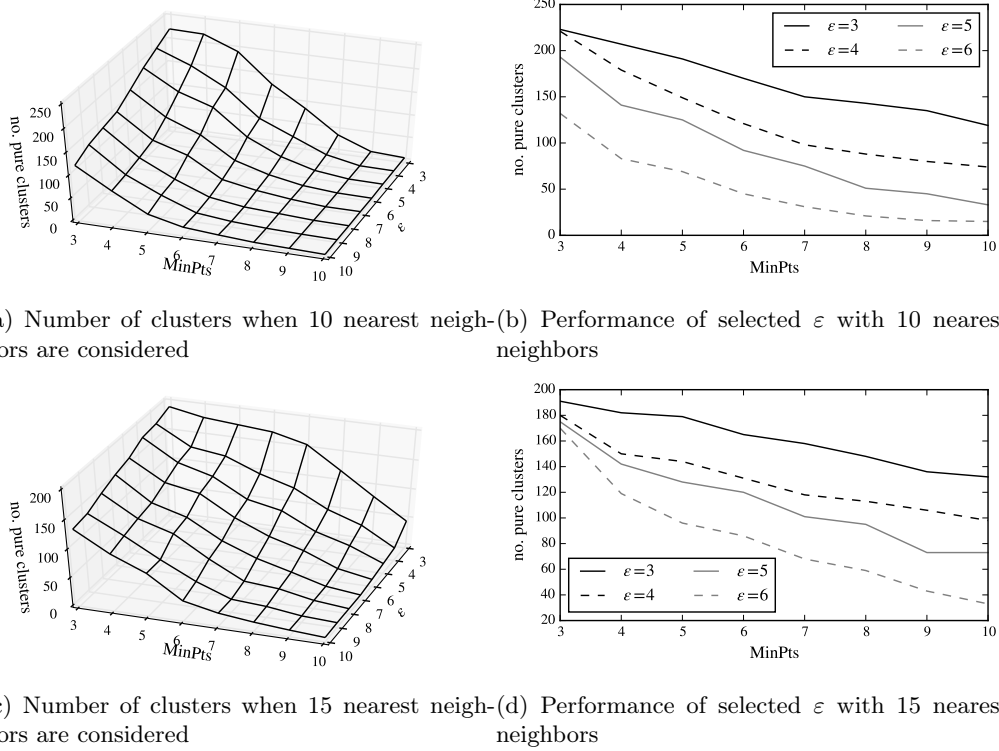 250
200
150
100
50
0
no. pure clusters
3
4
5
6
7
8
9
10
MinPts
3
4
5
6
7
8
9
10
ε
250
200
150
100
50
0
no. pure clusters
ε=3 ε=5
ε=4 ε=6
3 4 5 6 7 8 9 10
MinPts
a) Number of clusters when 10 nearest neigh-
ors are considered
(b) Performance of selected ε with 10 neares
neighbors
200
150
100
50
0
no. pure clusters
3
4
5
6
7
8
9
10
MinPts
3
4
5
6
7
8
9
10
ε
200
180
160
140
120
100
80
60
40
20
no. pure clusters
ε=3 ε=5
ε=4 ε=6
3 4 5 6 7 8 9 10
MinPts
c) Number of clusters when 15 nearest neigh-
ors are considered
(d) Performance of selected ε with 15 neares
neighbors